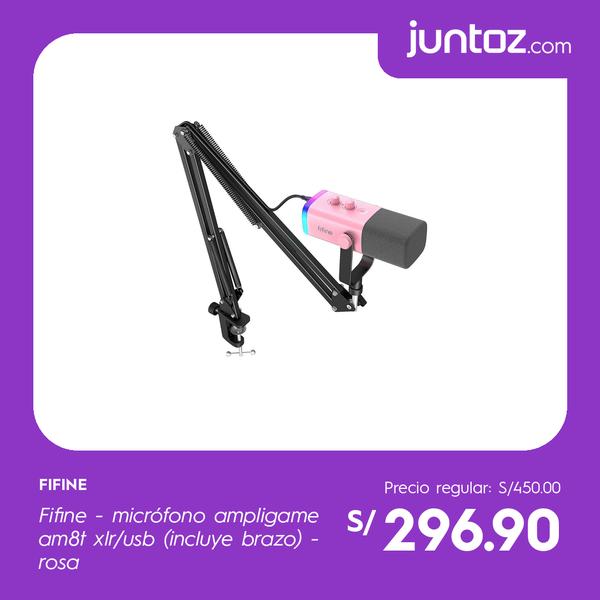 juntoz.com
fifine
FIFINE
Fifine - micrófono ampligame
am8t xlr/usb (incluye brazo) -
rosa
Precio regular: S/450.00
S/296.90